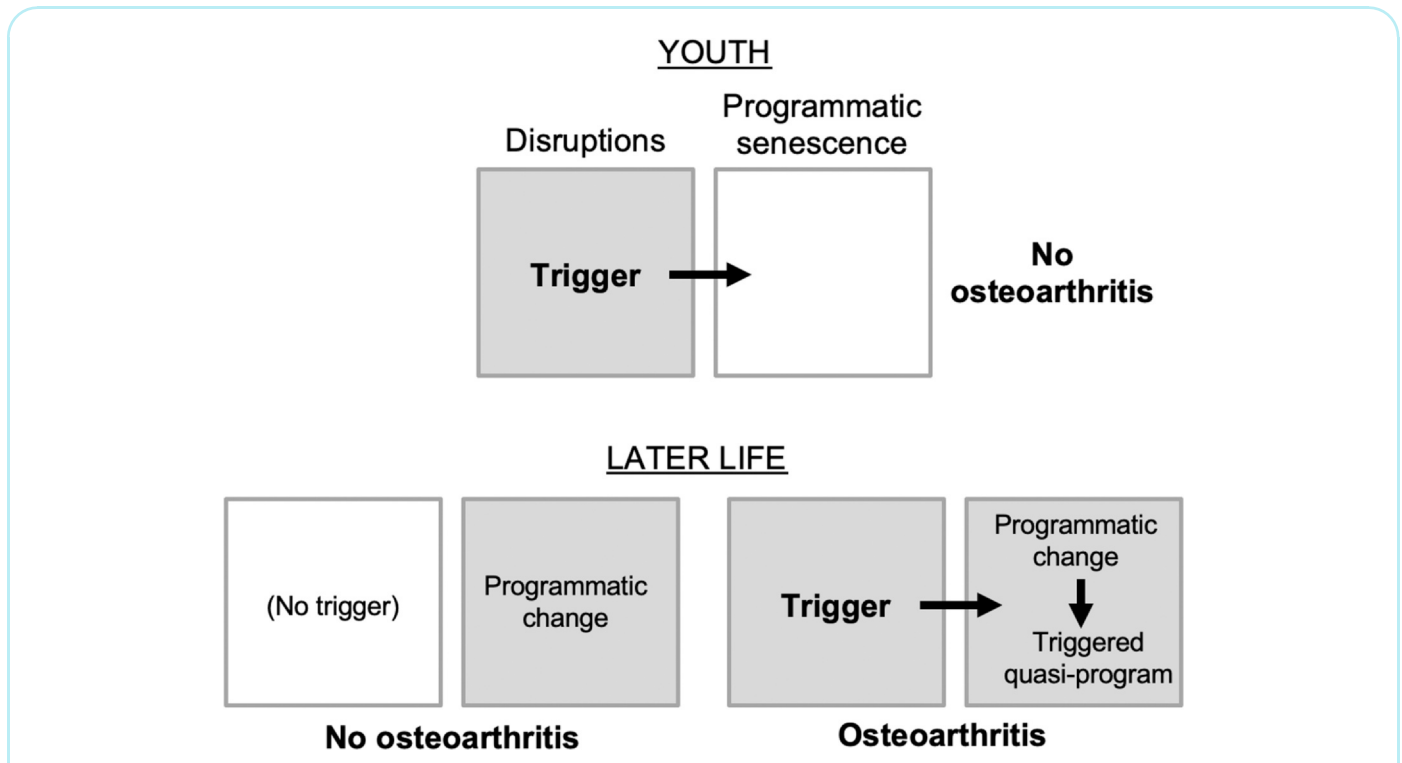 YOUTH
Disruptions
Programmatic
senescence
Trigger
No
osteoarthritis
LATER LIFE
(No trigger)
Programmatic
change
Trigger
Programmatic
change
Triggered
quasi-program
No osteoarthritis
Osteoarthritis